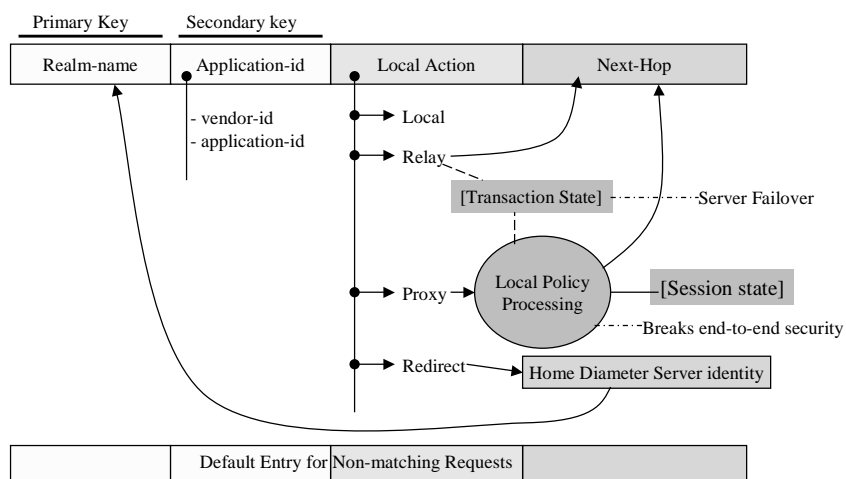 Primary Key
Secondary key
Realm-name
Application-id
Local Action
Next-Hop
- vendor-id
- application-id
Local
Relay
[Transaction State]
Server Failover
Proxy
Local Policy
Processing
[Session state]
Breaks end-to-end security
Redirect
Home Diameter Server identity
Default Entry for Non-matching Requests